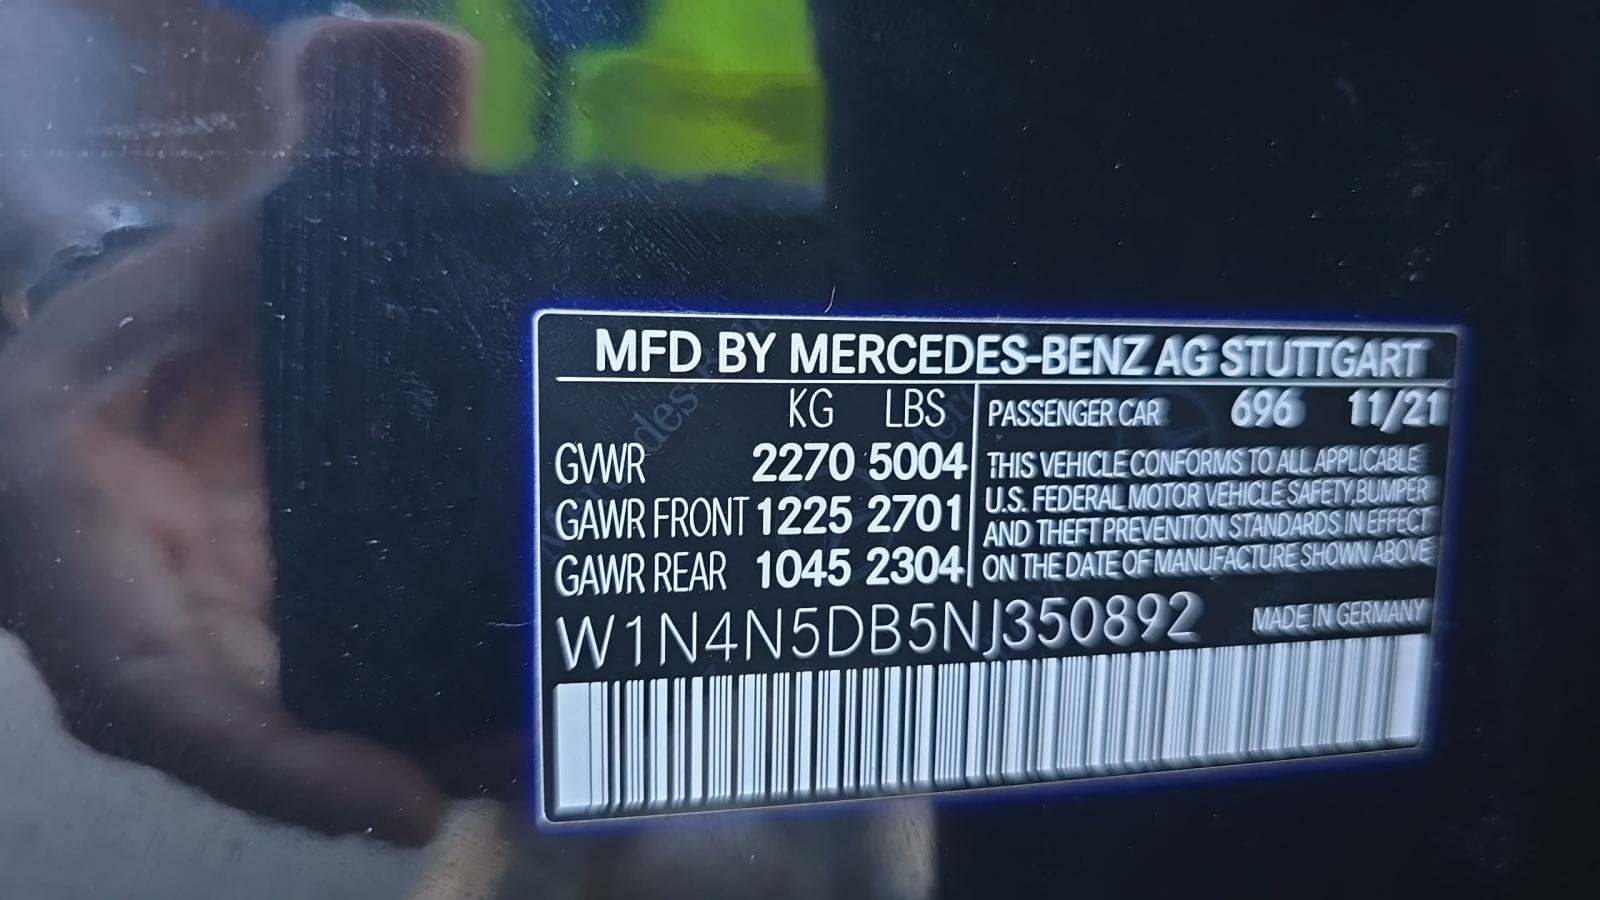 MFD BY MERCEDES-BENZ AG STUTTGART
KG LBS
GVWR 2270 5004
GAWR FRONT 1225 2701
GAWR REAR 1045 2304
PASSENGER CAR 696 11/21
THIS VEHICLE CONFORMS TO ALL APPLICABLE
U.S. FEDERAL MOTOR VEHICLE SAFETY,BUMPER
AND THEFT PREVENTION STANDARDS IN EFFECT
ON THE DATE OF MANUFACTURE SHOWN ABOVE
W1N4N5DB5NJ350892
MADE IN GERMANY